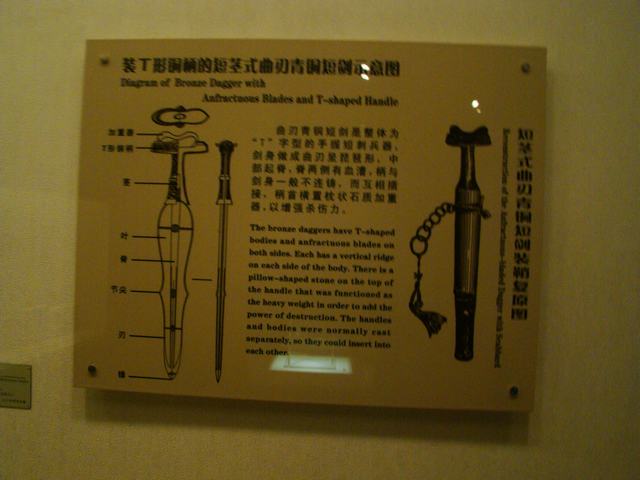 装T形铜柄的短茎式曲刃青铜短剑示意图
Diagram of Bronze Dagger with
Anfractuous Blades and T-shaped Handle
加重器
T形铜柄
茎
叶
脊
节尖
刃
锋
曲刃青铜短剑是整体为
“T”字型的手握短刺兵器,
剑身做成曲刃呈琵琶形, 中
部起脊, 脊两侧有血漕, 柄与
剑身一般不连铸, 而互相插
接, 柄首横置枕状石质加重
器, 以增强杀伤力。
The bronze daggers have T-shaped
bodies and anfractuous blades on
both sides. Each has a vertical ridge
on each side of the body. There is a
pillow-shaped stone on the top of
the handle that was functioned as
the heavy weight in order to add the
power of destruction. The handles
and bodies were normally cast
separately, so they could insert into
each other.
短茎式曲刃青铜短剑装鞘复原图
Reconstruction of the Anfractuous-bladed Dagger with Scabbard